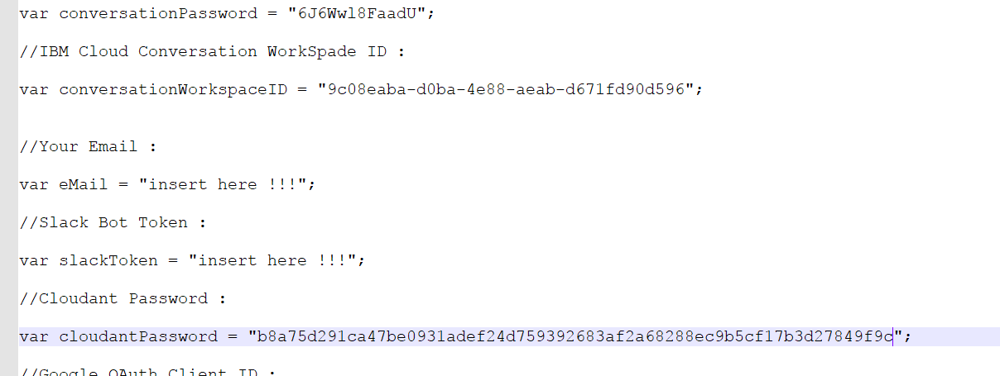 var conversationPassword = "6J6Wwl8FaadU";
//IBM Cloud Conversation WorkSpade ID :
var conversationWorkspaceID = "9c08eaba-d0ba-4e88-aeab-d671fd90d596";
//Your Email :
var eMail = "insert here !!!";
//Slack Bot Token :
var slackToken = "insert here !!!";
//Cloudant Password :
var cloudantPassword = "b8a75d291ca47be0931adef24d759392683af2a68288ec9b5cf17b3d27849f9c";
//Google OAuth Client ID :